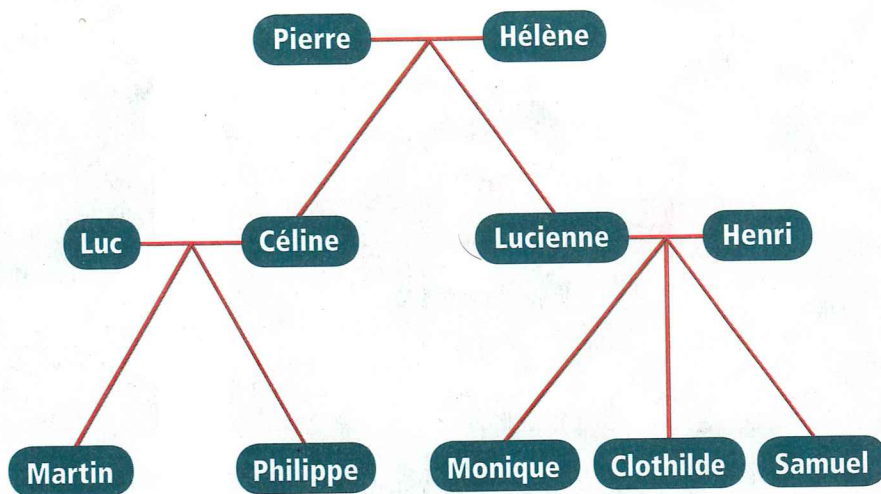 Pierre Hélène
Luc Céline Lucienne Henri
Martin Philippe Monique Clothilde Samuel